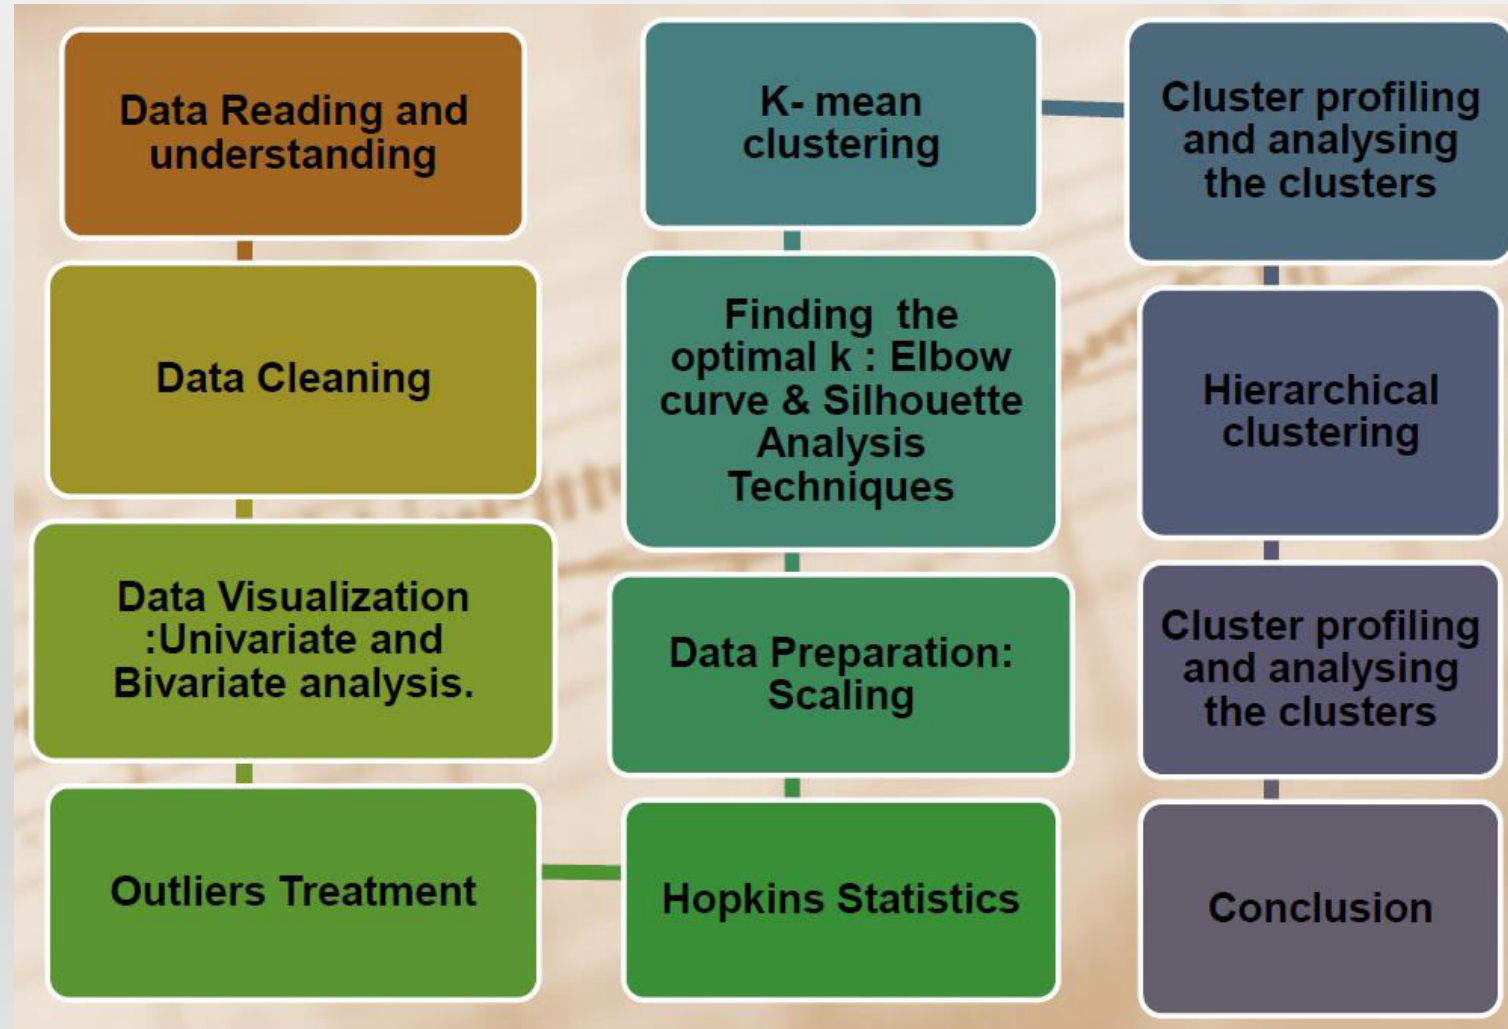 Data Reading and
understanding
Data Cleaning
Data Visualization
:Univariate and
Bivariate analysis.
Outliers Treatment
Hopkins Statistics
Data Preparation:
Scaling
Finding the
optimal k : Elbow
curve & Silhouette
Analysis
Techniques
K- mean
clustering
Cluster profiling
and analysing
the clusters
Hierarchical
clustering
Cluster profiling
and analysing
the clusters
Conclusion